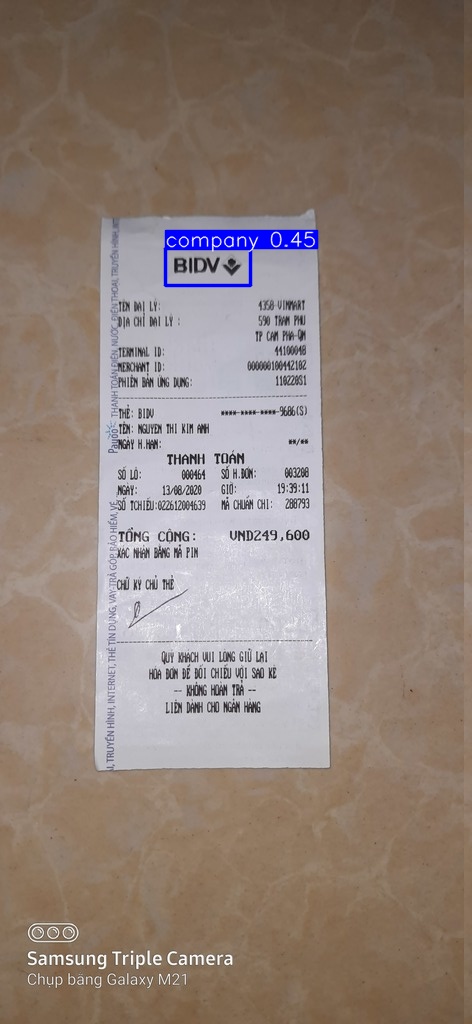 company 0.45
BIDV
TÊN ĐẠI LÝ: 4358 VINMART
ĐỊA CHỈ ĐẠI LÝ : 590 TRAN PHU
TP CAM PHA-QN
TERMINAL ID: 44100048
MERCHANT ID: 000000100442102
PHIÊN BẢN ỨNG DỤNG: 11022051
THẺ: BIDV ****-****-****-9686(S)
TÊN: NGUYEN THI KIM ANH
NGÀY H.HẠN: **/**
THANH TOÁN
SỐ LÔ: 000464 SỐ H.ĐƠN: 003208
NGÀY: 13/08/2020 GIỜ: 19:39:11
SỐ TCHIẾU:022612004639 MÃ CHUẨN CHI: 288793
TỔNG CỘNG: VND249,600
XÁC NHẬN BẰNG MÃ PIN
CHỮ KÝ CHỦ THẺ
QUÝ KHÁCH VUI LÒNG GIỮ LẠI
HÓA ĐƠN ĐỂ ĐỐI CHIẾU VỚI SAO KÊ
-- KHÔNG HOÀN TRẢ --
LIÊN DÀNH CHO NGÂN HÀNG
, TRUYỀN HÌNH, INTERNET, THẺ TÍN DỤNG, VAY TRẢ GÓP, BẢO HIỂM, VÉ
Payoo THANH TOÁN ĐIỆN, NƯỚC, ĐIỆN THOẠI, TRUYỀN HÌNH,
Samsung Triple Camera
Chụp bằng Galaxy M21